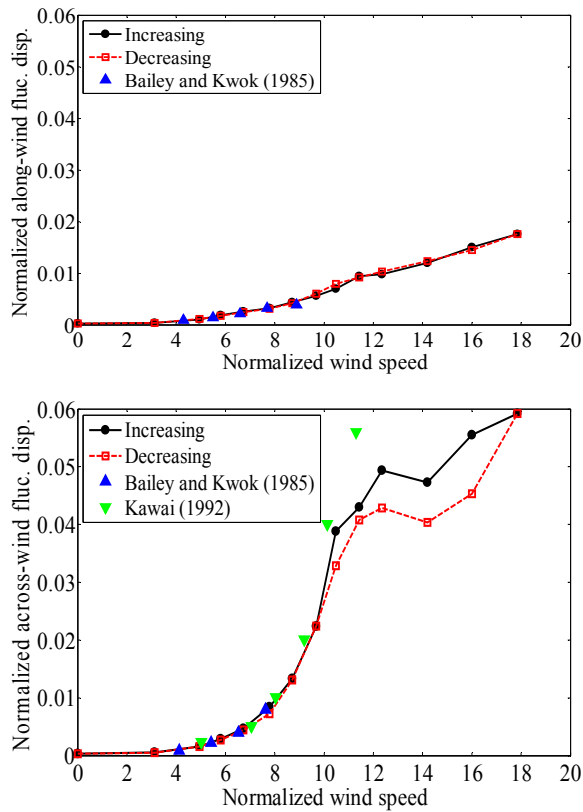 0.06
0.05
0.04
0.03
0.02
0.01
0
Normalized along-wind fluc. disp.
Increasing
Decreasing
Bailey and Kwok (1985)
0 2 4 6 8 10 12 14 16 18 20
Normalized wind speed
0.06
0.05
0.04
0.03
0.02
0.01
0
Normalized across-wind fluc. disp.
Increasing
Decreasing
Bailey and Kwok (1985)
Kawai (1992)
0 2 4 6 8 10 12 14 16 18 20
Normalized wind speed